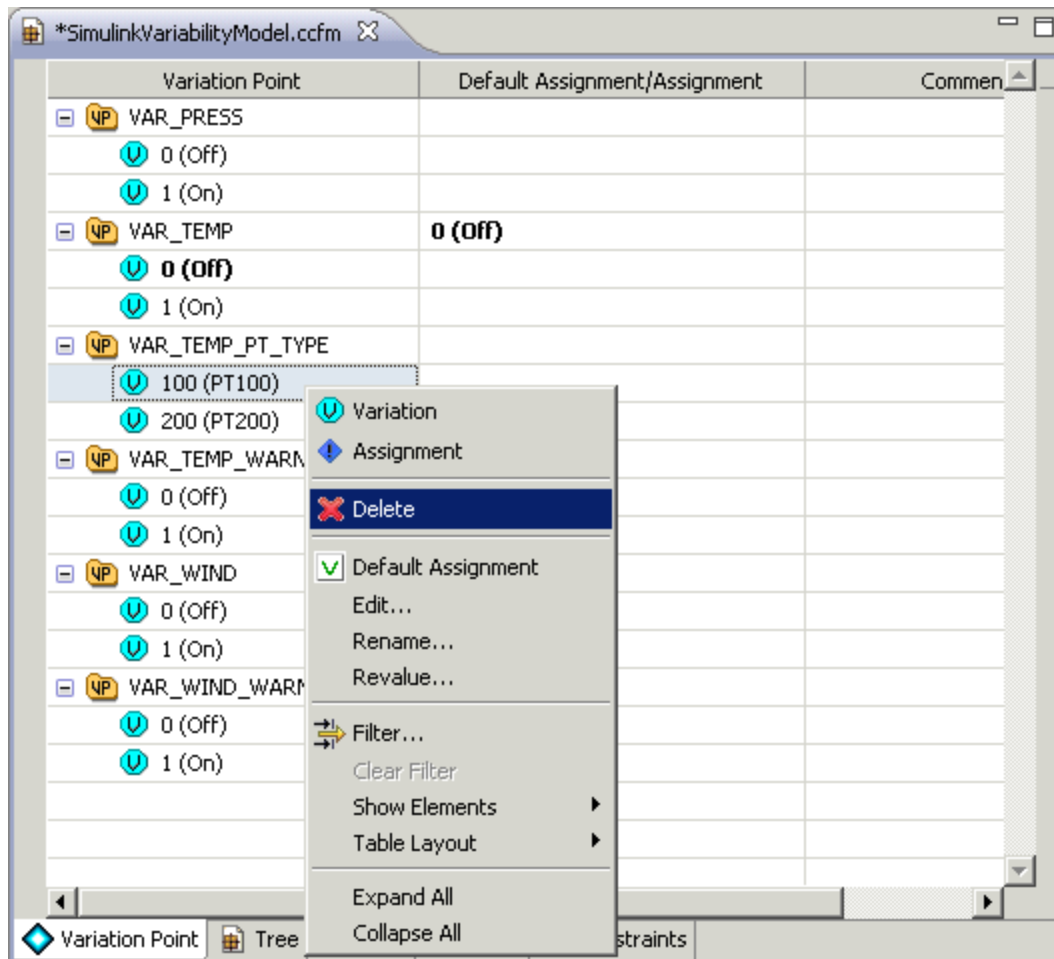 *SimulinkVariabilityModel.ccfm
Variation Point Default Assignment/Assignment Commen
VP VAR_PRESS
V 0 (Off)
V 1 (On)
VP VAR_TEMP 0 (Off)
V 0 (Off)
V 1 (On)
VP VAR_TEMP_PT_TYPE
V 100 (PT100)
V 200 (PT200)
VP VAR_TEMP_WARN
V 0 (Off)
V 1 (On)
VP VAR_WIND
V 0 (Off)
V 1 (On)
VP VAR_WIND_WARN
V 0 (Off)
V 1 (On)
V Variation
! Assignment
Delete
Default Assignment
Edit...
Rename...
Revalue...
Filter...
Clear Filter
Show Elements
Table Layout
Expand All
Collapse All
Variation Point Tree straints